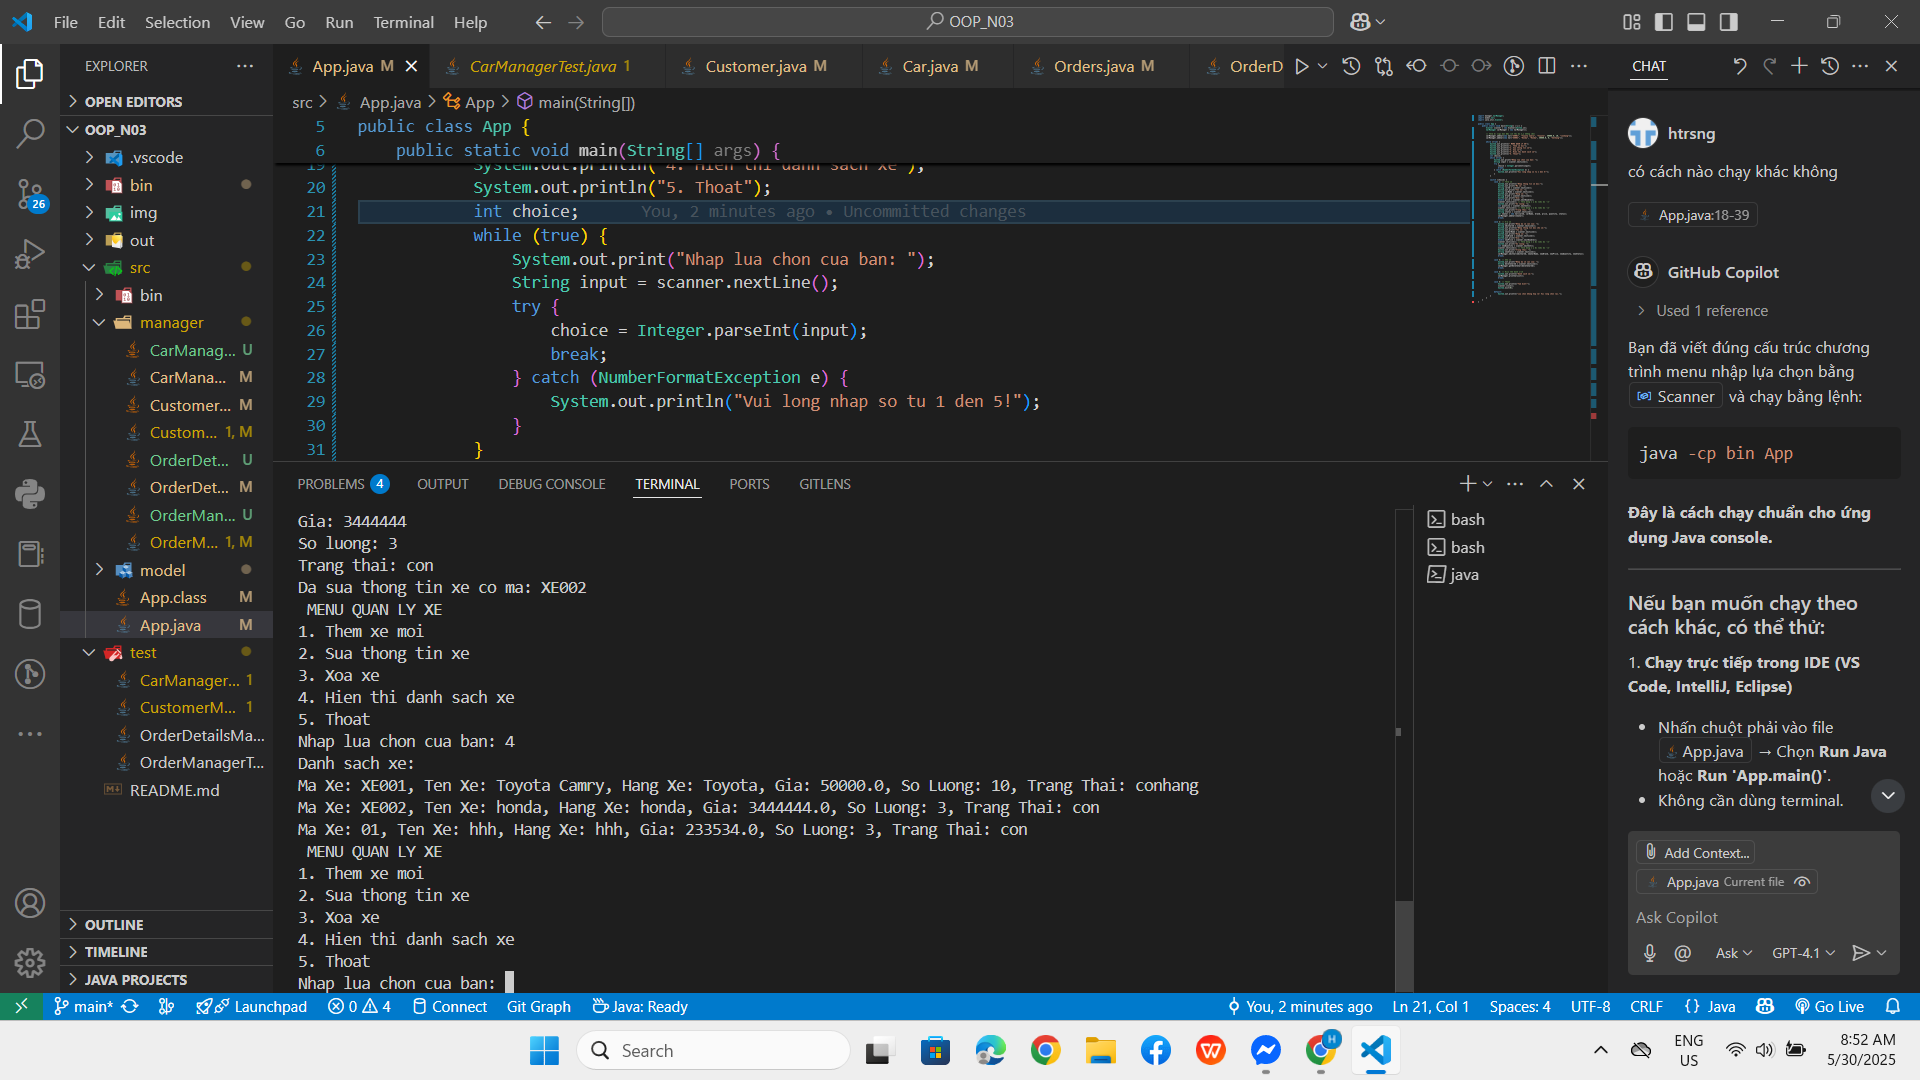 File Edit Selection View Go Run Terminal Help
OOP_N03
EXPLORER
OPEN EDITORS
OOP_N03
.vscode
bin
img
out
src
bin
manager
CarManag... U
CarMana... M
Customer... M
Custom... 1, M
OrderDet... U
OrderDet... M
OrderMan... U
OrderM... 1, M
model
App.class M
App.java M
test
CarManager... 1
CustomerM... 1
OrderDetailsMa...
OrderManagerT...
README.md
OUTLINE
TIMELINE
JAVA PROJECTS
26
App.java M
CarManagerTest.java 1
Customer.java M
Car.java M
Orders.java M
OrderD
src > App.java > App > main(String[])
5 public class App {
6 public static void main(String[] args) {
19 System.out.println("4. Hien thi danh sach xe");
20 System.out.println("5. Thoat");
21 int choice; You, 2 minutes ago • Uncommitted changes
22 while (true) {
23 System.out.print("Nhap lua chon cua ban: ");
24 String input = scanner.nextLine();
25 try {
26 choice = Integer.parseInt(input);
27 break;
28 } catch (NumberFormatException e) {
29 System.out.println("Vui long nhap so tu 1 den 5!");
30 }
31 }
PROBLEMS 4 OUTPUT DEBUG CONSOLE TERMINAL PORTS GITLENS
Gia: 3444444
So luong: 3
Trang thai: con
Da sua thong tin xe co ma: XE002
MENU QUAN LY XE
1. Them xe moi
2. Sua thong tin xe
3. Xoa xe
4. Hien thi danh sach xe
5. Thoat
Nhap lua chon cua ban: 4
Danh sach xe:
Ma Xe: XE001, Ten Xe: Toyota Camry, Hang Xe: Toyota, Gia: 50000.0, So Luong: 10, Trang Thai: conhang
Ma Xe: XE002, Ten Xe: honda, Hang Xe: honda, Gia: 3444444.0, So Luong: 3, Trang Thai: con
Ma Xe: 01, Ten Xe: hhh, Hang Xe: hhh, Gia: 233534.0, So Luong: 3, Trang Thai: con
MENU QUAN LY XE
1. Them xe moi
2. Sua thong tin xe
3. Xoa xe
4. Hien thi danh sach xe
5. Thoat
Nhap lua chon cua ban:
bash
bash
java
CHAT
htrsng
có cách nào chạy khác không
App.java:18-39
GitHub Copilot
Used 1 reference
Bạn đã viết đúng cấu trúc chương
trình menu nhập lựa chọn bằng
Scanner và chạy bằng lệnh:
java -cp bin App
Đây là cách chạy chuẩn cho ứng
dụng Java console.
Nếu bạn muốn chạy theo
cách khác, có thể thử:
1. Chạy trực tiếp trong IDE (VS
Code, IntelliJ, Eclipse)
• Nhấn chuột phải vào file
App.java → Chọn Run Java
hoặc Run 'App.main()'.
• Không cần dùng terminal.
Add Context...
App.java Current file
Ask Copilot
Ask GPT-4.1
main* Launchpad 0 4 Connect Git Graph Java: Ready
You, 2 minutes ago Ln 21, Col 1 Spaces: 4 UTF-8 CRLF {} Java Go Live
Search
H
ENG
US
8:52 AM
5/30/2025